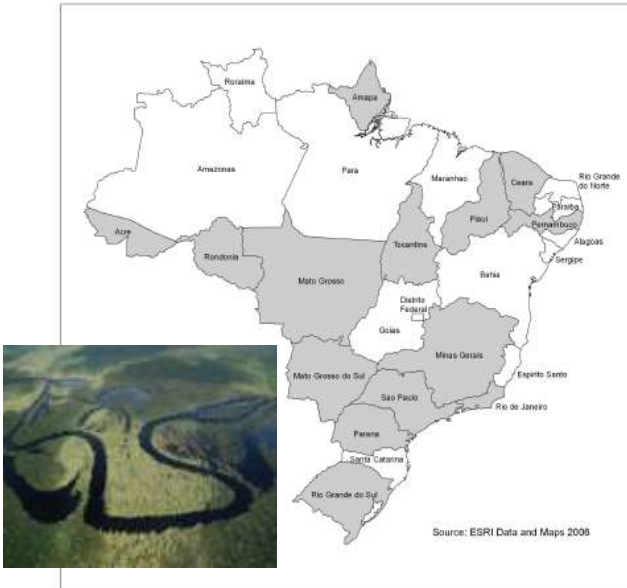 Roraima
Amapa
Amazonas
Para
Maranhao
Ceara
Rio Grande
do Norte
Paraiba
Piaui
Pernambuco
Acre
Alagoas
Tocantins
Rondonia
Sergipe
Mato Grosso
Bahia
Distrito
Federal
Goias
Minas Gerais
Mato Grosso do Sul
Espirito Santo
Sao Paulo
Rio de Janeiro
Parana
Santa Catarina
Rio Grande do Sul
Source: ESRI Data and Maps 2006